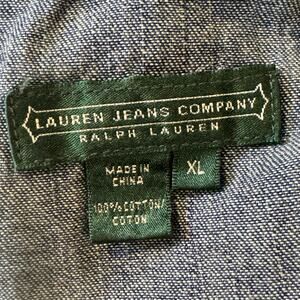 LAUREN JEANS COMPANY
RALPH LAUREN
MADE IN
CHINA
XL
100% COTTON/
COTON